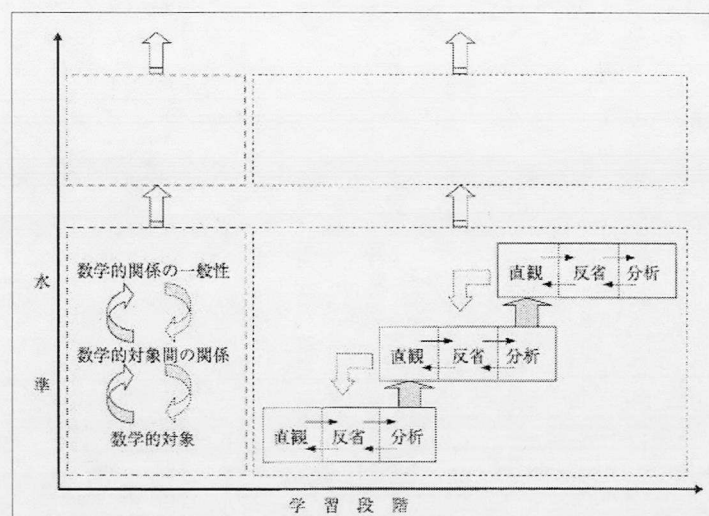 水準
数学的関係の一般性
数学的対象間の関係
数学的対象
直観 反省 分析
直観 反省 分析
直観 反省 分析
学習段階